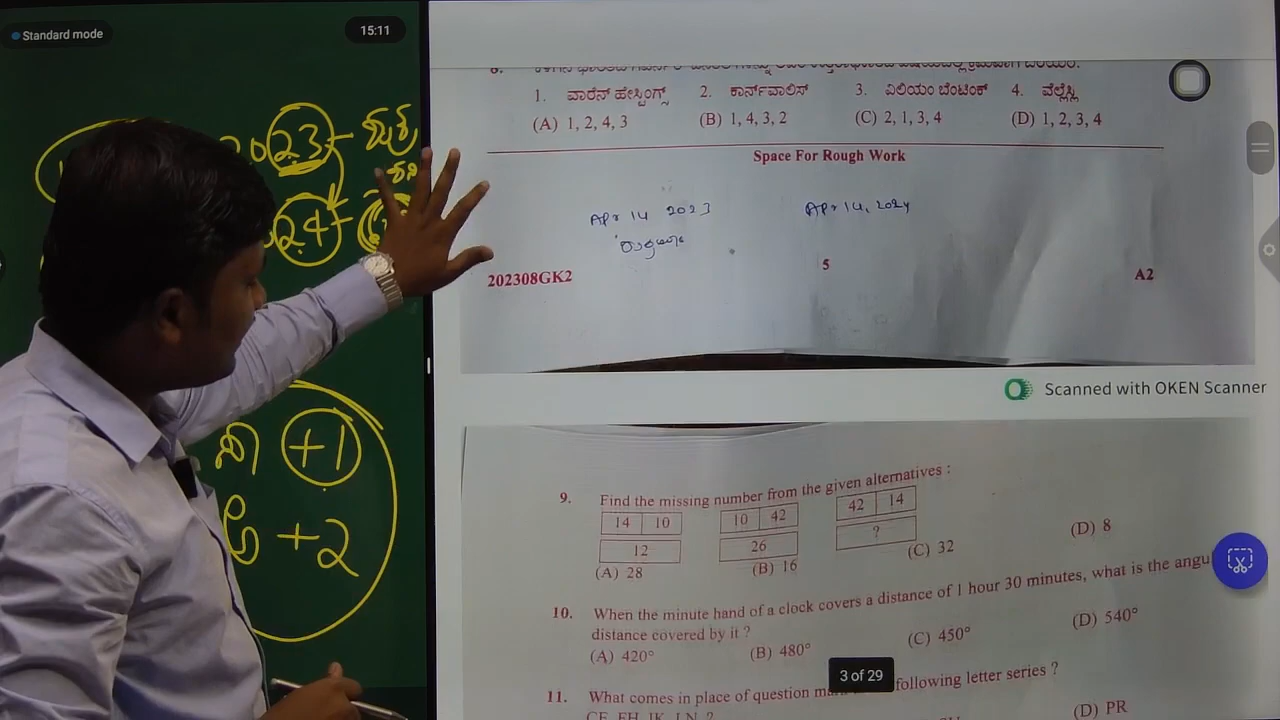 Standard mode
15:11
2023 - ಶುಕ್ರ
ಶನಿ
24 -
+1
+2
1. ವಾರೆನ್ ಹೇಸ್ಟಿಂಗ್ಸ್ 2. ಕಾರ್ನ್‌ವಾಲಿಸ್ 3. ವಿಲಿಯಂ ಬೆಂಟಿಂಕ್ 4. ವೆಲ್ಲೆಸ್ಲಿ
(A) 1, 2, 4, 3 (B) 1, 4, 3, 2 (C) 2, 1, 3, 4 (D) 1, 2, 3, 4
Space For Rough Work
Apr 14 2023 Apr 14, 2024
202308GK2 5 A2
Scanned with OKEN Scanner
9. Find the missing number from the given alternatives :
14 10 10 42 42 14
12 26 ?
(A) 28 (B) 16 (C) 32 (D) 8
10. When the minute hand of a clock covers a distance of 1 hour 30 minutes, what is the angu
distance covered by it ?
(A) 420° (B) 480° (C) 450° (D) 540°
3 of 29
11. What comes in place of question following letter series ?
(D) PR